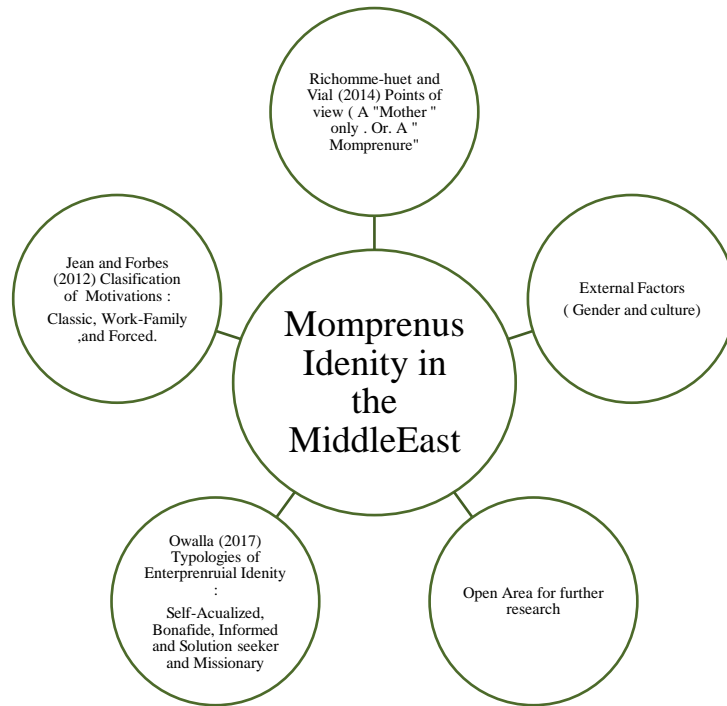 Richomme-huet and
Vial (2014) Points of
view ( A "Mother "
only . Or. A "
Momprenure"
External Factors
( Gender and culture)
Open Area for further
research
Owalla (2017)
Typologies of
Enterprenruial Idenity
:
Self-Acualized,
Bonafide, Informed
and Solution seeker
and Missionary
Jean and Forbes
(2012) Clasification
of Motivations :
Classic, Work-Family
,and Forced.
Momprenus
Idenity in
the
MiddleEast